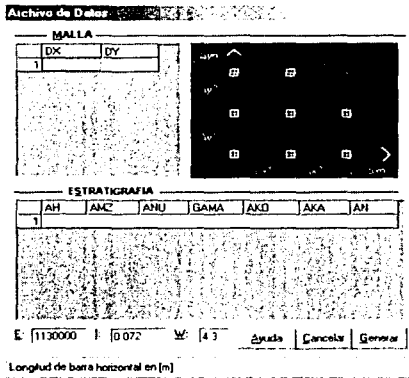 Archivo de Datos
MALLA
DX DY
1
ESTRATIGRAFIA
AH AMZ ANU GAMA AKO AKA AN
1
E: 1130000 I: 0.072 W: 4.3 Ayuda Cancelar Generar
Longitud de barra horizontal en [m]